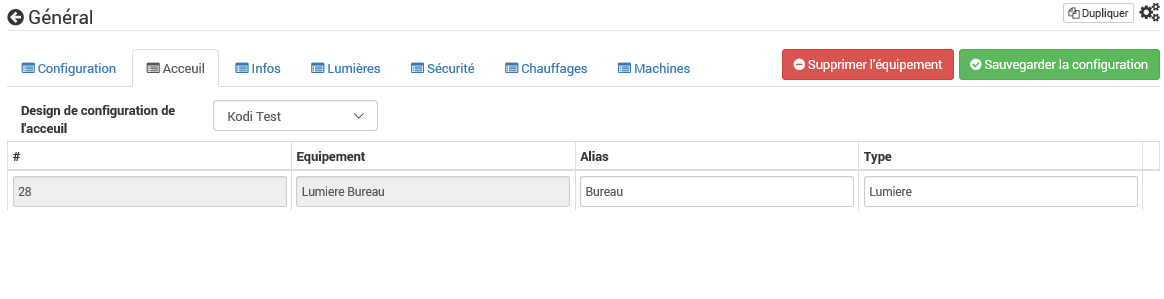 Général
Dupliquer
Configuration
Acceuil
Infos
Lumières
Sécurité
Chauffages
Machines
Supprimer l'équipement
Sauvegarder la configuration
Design de configuration de
l'acceuil
Kodi Test
# Equipement Alias Type
28 Lumiere Bureau Bureau Lumiere